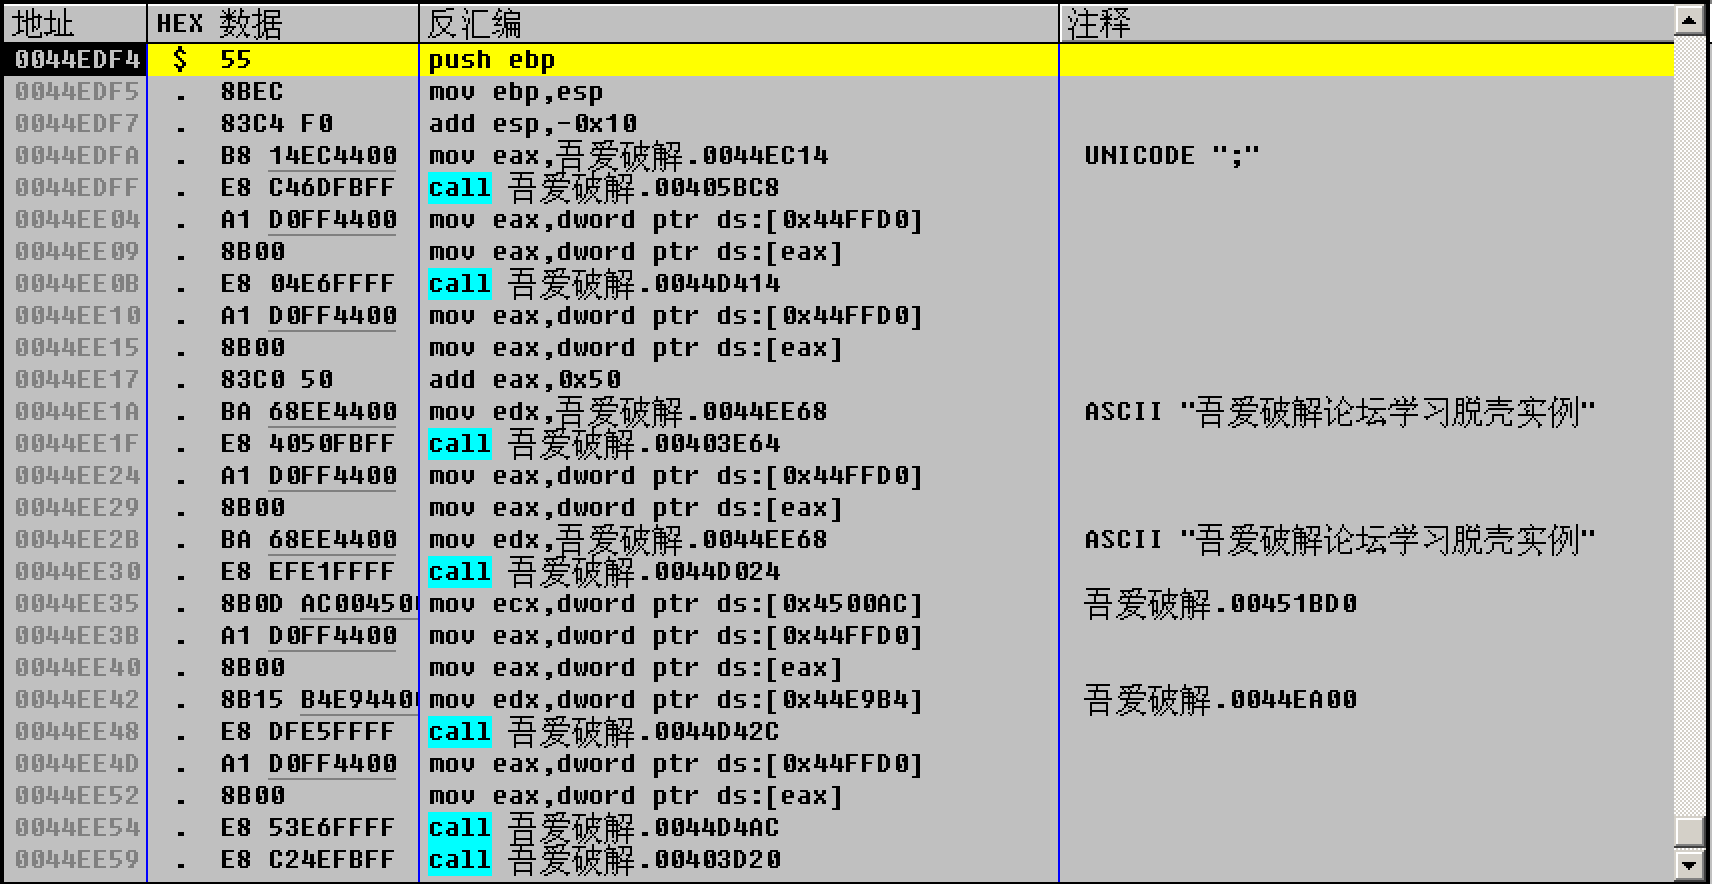 地址 HEX 数据 反汇编 注释
0044EDF4 $ 55 push ebp
0044EDF5 . 8BEC mov ebp,esp
0044EDF7 . 83C4 F0 add esp,-0x10
0044EDFA . B8 14EC4400 mov eax,吾爱破解.0044EC14 UNICODE ";"
0044EDFF . E8 C46DFBFF call 吾爱破解.00405BC8
0044EE04 . A1 D0FF4400 mov eax,dword ptr ds:[0x44FFD0]
0044EE09 . 8B00 mov eax,dword ptr ds:[eax]
0044EE0B . E8 04E6FFFF call 吾爱破解.0044D414
0044EE10 . A1 D0FF4400 mov eax,dword ptr ds:[0x44FFD0]
0044EE15 . 8B00 mov eax,dword ptr ds:[eax]
0044EE17 . 83C0 50 add eax,0x50
0044EE1A . BA 68EE4400 mov edx,吾爱破解.0044EE68 ASCII "吾爱破解论坛学习脱壳实例"
0044EE1F . E8 4050FBFF call 吾爱破解.00403E64
0044EE24 . A1 D0FF4400 mov eax,dword ptr ds:[0x44FFD0]
0044EE29 . 8B00 mov eax,dword ptr ds:[eax]
0044EE2B . BA 68EE4400 mov edx,吾爱破解.0044EE68 ASCII "吾爱破解论坛学习脱壳实例"
0044EE30 . E8 EFE1FFFF call 吾爱破解.0044D024
0044EE35 . 8B0D AC00450 mov ecx,dword ptr ds:[0x4500AC] 吾爱破解.00451BD0
0044EE3B . A1 D0FF4400 mov eax,dword ptr ds:[0x44FFD0]
0044EE40 . 8B00 mov eax,dword ptr ds:[eax]
0044EE42 . 8B15 B4E9440 mov edx,dword ptr ds:[0x44E9B4] 吾爱破解.0044EA00
0044EE48 . E8 DFE5FFFF call 吾爱破解.0044D42C
0044EE4D . A1 D0FF4400 mov eax,dword ptr ds:[0x44FFD0]
0044EE52 . 8B00 mov eax,dword ptr ds:[eax]
0044EE54 . E8 53E6FFFF call 吾爱破解.0044D4AC
0044EE59 . E8 C24EFBFF call 吾爱破解.00403D20